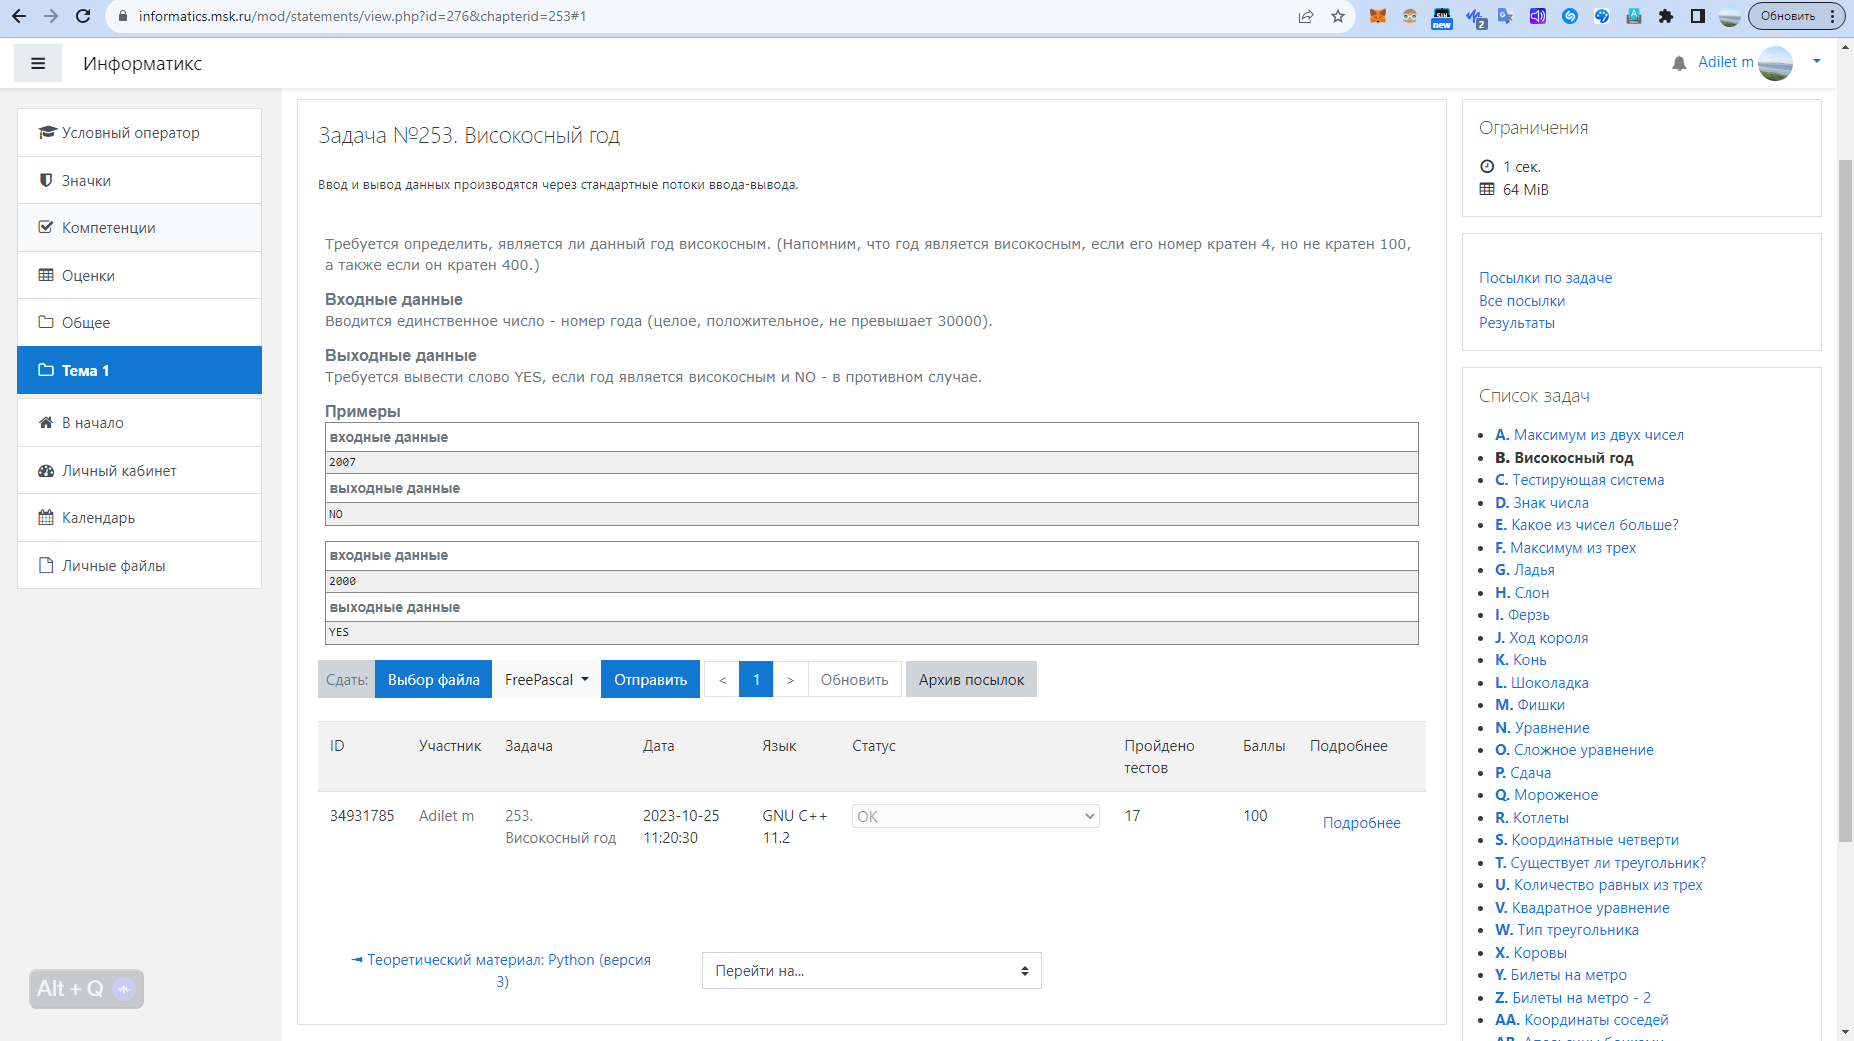 informatics.msk.ru/mod/statements/view.php?id=276&chapterid=253#1
new
2
Обновить
Информатикс
Adilet m
Условный оператор
Значки
Компетенции
Оценки
Общее
Тема 1
В начало
Личный кабинет
Календарь
Личные файлы
Alt + Q
Задача №253. Високосный год
Ввод и вывод данных производятся через стандартные потоки ввода-вывода.
Требуется определить, является ли данный год високосным. (Напомним, что год является високосным, если его номер кратен 4, но не кратен 100,
а также если он кратен 400.)
Входные данные
Вводится единственное число - номер года (целое, положительное, не превышает 30000).
Выходные данные
Требуется вывести слово YES, если год является високосным и NO - в противном случае.
Примеры
входные данные
2007
выходные данные
NO
входные данные
2000
выходные данные
YES
Сдать: Выбор файла FreePascal Отправить < 1 > Обновить Архив посылок
ID Участник Задача Дата Язык Статус Пройдено тестов Баллы Подробнее
34931785 Adilet m 253. Високосный год 2023-10-25 11:20:30 GNU C++ 11.2 OK 17 100 Подробнее
Теоретический материал: Python (версия
3)
Перейти на...
Ограничения
1 сек.
64 MiB
Посылки по задаче
Все посылки
Результаты
Список задач
A. Максимум из двух чисел
B. Високосный год
C. Тестирующая система
D. Знак числа
E. Какое из чисел больше?
F. Максимум из трех
G. Ладья
H. Слон
I. Ферзь
J. Ход короля
K. Конь
L. Шоколадка
M. Фишки
N. Уравнение
O. Сложное уравнение
P. Сдача
Q. Мороженое
R. Котлеты
S. Координатные четверти
T. Существует ли треугольник?
U. Количество равных из трех
V. Квадратное уравнение
W. Тип треугольника
X. Коровы
Y. Билеты на метро
Z. Билеты на метро - 2
AA. Координаты соседей